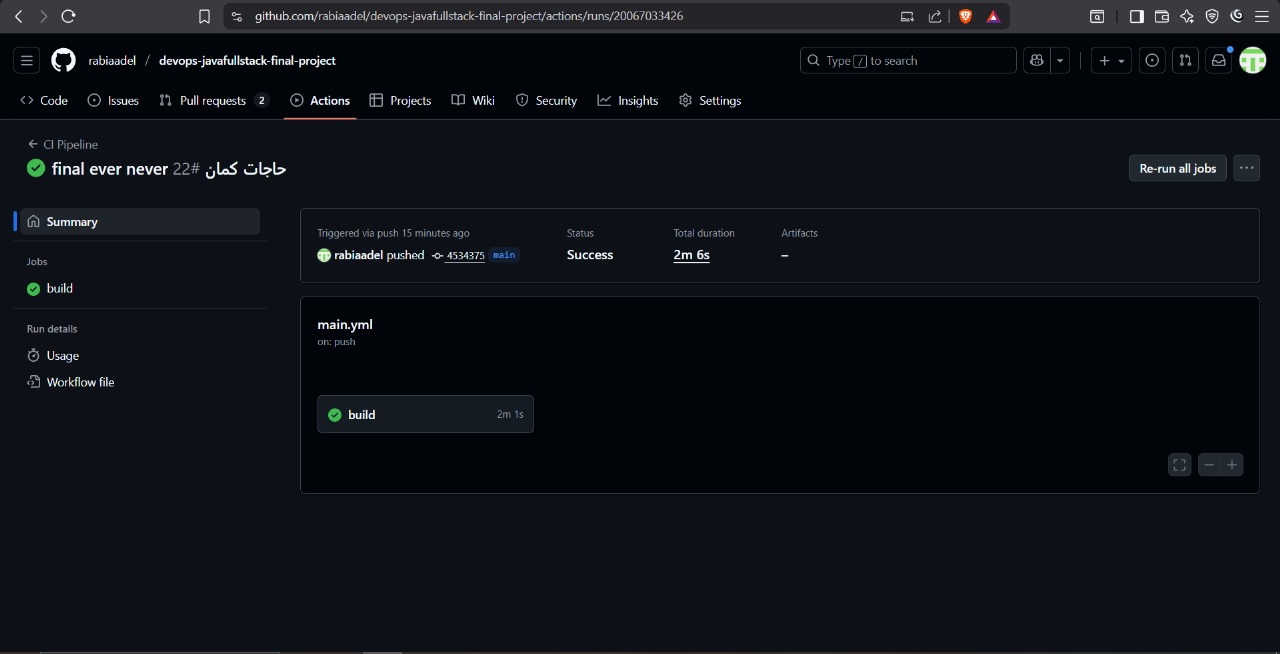 github.com/rabiaadel/devops-javafullstack-final-project/actions/runs/20067033426
rabiaadel / devops-javafullstack-final-project
Type / to search
Code Issues Pull requests 2 Actions Projects Wiki Security Insights Settings
← CI Pipeline
final ever never حاجات كمان #22
Re-run all jobs ...
Summary
Jobs
build
Run details
Usage
Workflow file
Triggered via push 15 minutes ago
rabiaadel pushed 4534375 main
Status
Success
Total duration
2m 6s
Artifacts
–
main.yml
on: push
build 2m 1s